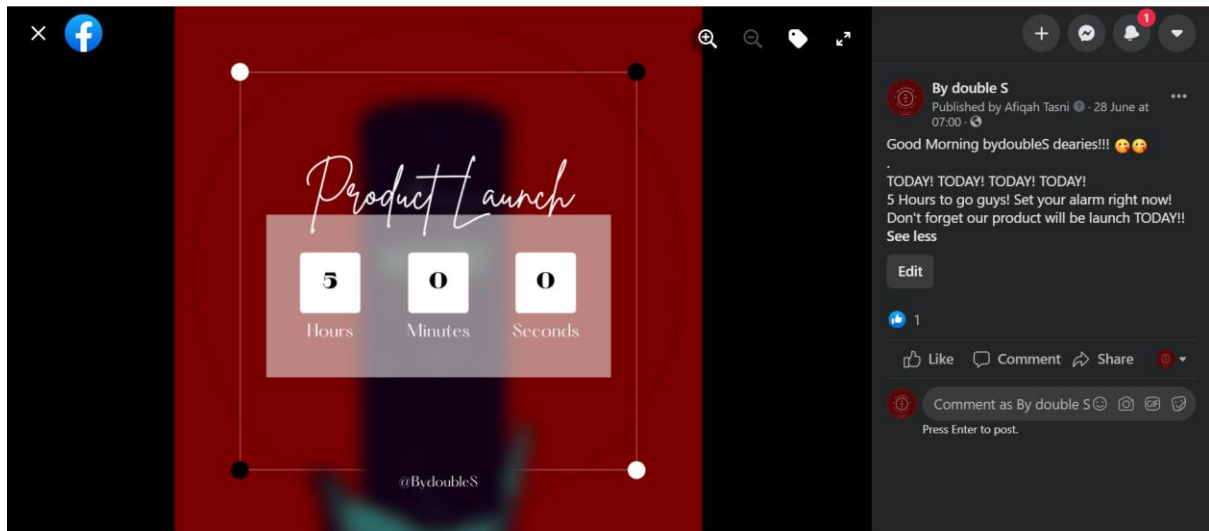 Product Launch
5 0 0
Hours Minutes Seconds
@BydoubleS
1
By double S
Published by Afiqah Tasni · 28 June at
07:00 ·
Good Morning bydoubleS dearies!!! 😘😘
.
TODAY! TODAY! TODAY! TODAY!
5 Hours to go guys! Set your alarm right now!
Don't forget our product will be launch TODAY!!
See less
Edit
1
Like Comment Share
Comment as By double S GIF
Press Enter to post.